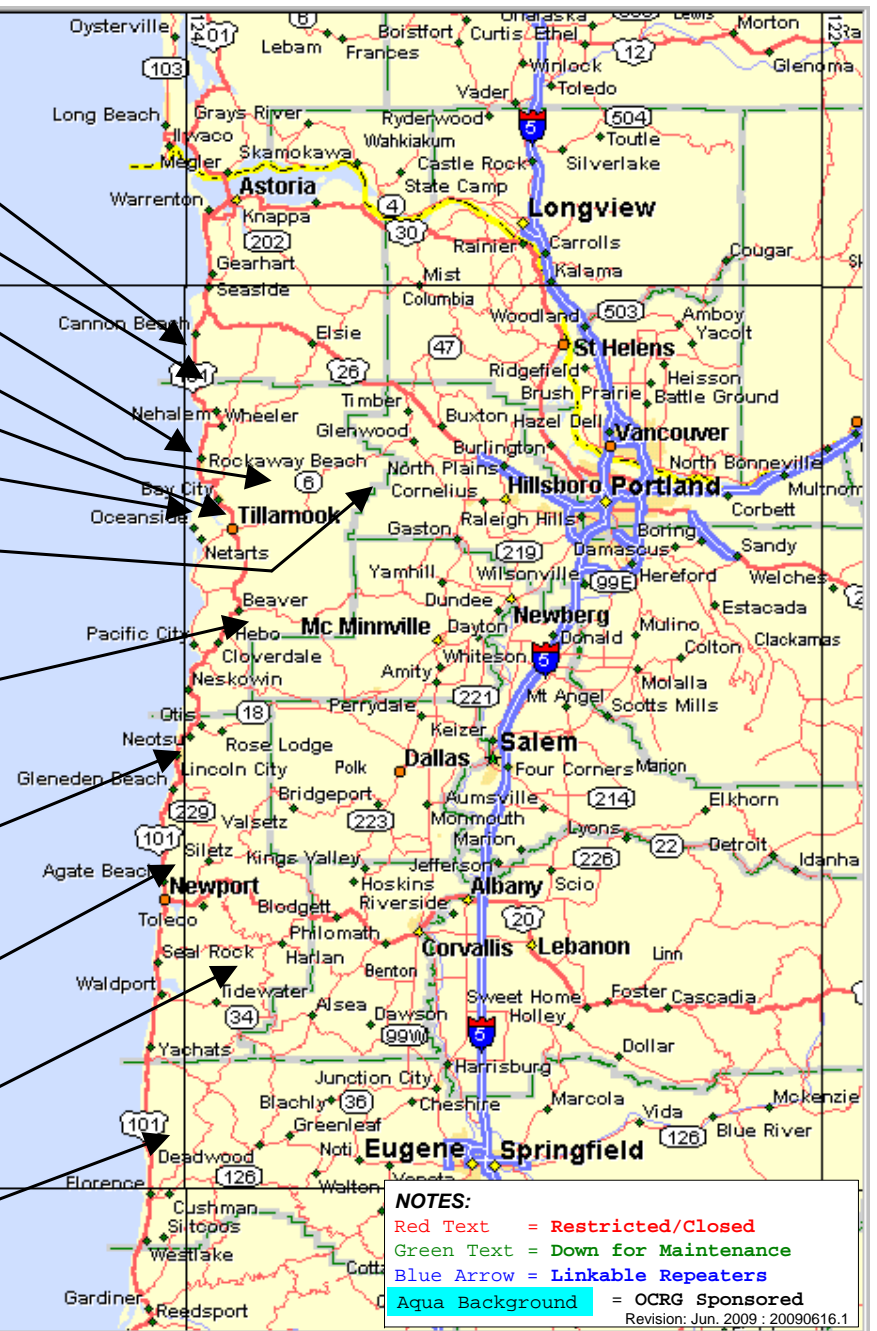 Oysterville
101
Lebam
6
Frances
Boistfort
Curtis
Ethel
Morton
12
Glenoma
103
Winlock
Vader
Toledo
Long Beach
Grays River
Ryderwood
5
504
Ilwaco
Wahkiakum
Toutle
Megler
Skamokawa
Castle Rock
Silverlake
Astoria
State Camp
Warrenton
Knappa
4
Longview
202
30
Rainier
Carrolls
Cougar
Gearhart
Mist
Kalama
Seaside
Columbia
Cannon Beach
Woodland
503
Amboy
Elsie
47
Yacolt
St Helens
101
26
Ridgefield
Heisson
Timber
Brush Prairie
Battle Ground
Nehalem
Wheeler
Buxton
Hazel Dell
Glenwood
Burlington
Vancouver
Rockaway Beach
North Plains
North Bonneville
6
Bay City
Cornelius
Hillsboro
Portland
Multnom
Oceanside
Tillamook
Raleigh Hills
Corbett
Gaston
Boring
Netarts
219
Damascus
Sandy
Yamhill
Wilsonville
99E
Hereford
Welches
Beaver
Dundee
Estacada
Newberg
Pacific City
Hebo
Mc Minnville
Dayton
Donald
Mulino
Clackamas
Cloverdale
Whiteson
5
Colton
Neskowin
Amity
Molalla
221
Mt Angel
Otis
18
Perrydale
Scotts Mills
Neotsu
Keizer
Rose Lodge
Salem
Lincoln City
Polk
Dallas
Four Corners
Marion
Gleneden Beach
Bridgeport
Aumsville
214
Elkhorn
229
Valsetz
223
Monmouth
101
Marion
Lyons
22
Detroit
Siletz
Kings Valley
Jefferson
226
Idanha
Agate Beach
Hoskins
Scio
Newport
Riverside
Albany
Toledo
Blodgett
20
Philomath
Seal Rock
Harlan
Corvallis
Lebanon
Linn
Benton
Waldport
Tidewater
Sweet Home
Foster
Cascadia
34
Alsea
Dawson
Holley
99W
5
Yachats
Dollar
Harrisburg
Junction City
Blachly
36
Cheshire
Marcola
Mckenzie
101
Greenleaf
Vida
126
Blue River
Deadwood
Noti
Eugene
Springfield
126
Florence
Walton
Veneta
Cushman
Siltcoos
Westlake
Cotta
Gardiner
Reedsport
NOTES:
Red Text = Restricted/Closed
Green Text = Down for Maintenance
Blue Arrow = Linkable Repeaters
Aqua Background = OCRG Sponsored
Revision: Jun. 2009 : 20090616.1